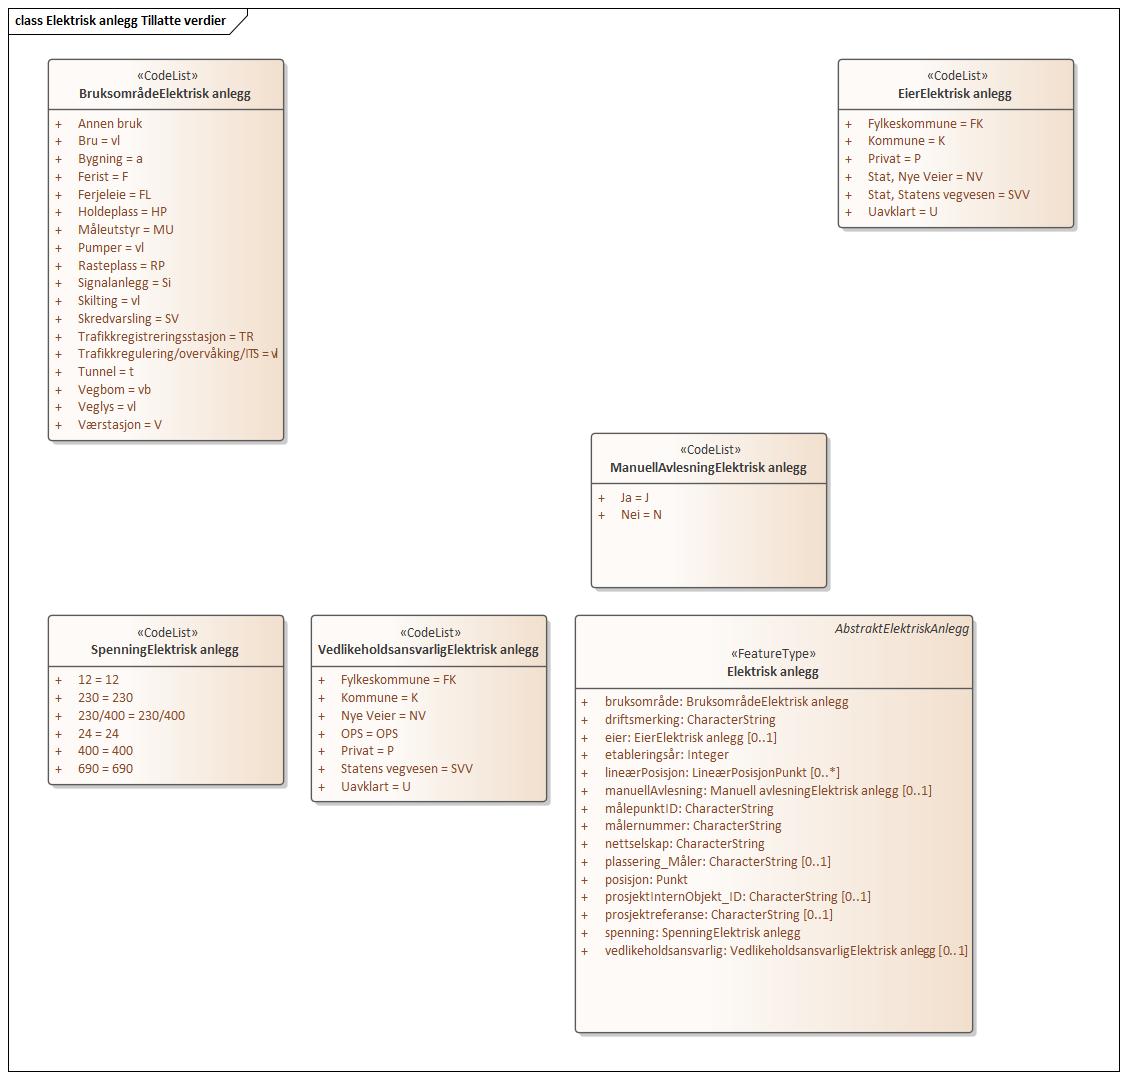 class Elektrisk anlegg Tillatte verdier
«CodeList»
BruksområdeElektrisk anlegg
+ Annen bruk
+ Bru = vl
+ Bygning = a
+ Ferist = F
+ Ferjeleie = FL
+ Holdeplass = HP
+ Måleutstyr = MU
+ Pumper = vl
+ Rasteplass = RP
+ Signalanlegg = Si
+ Skilting = vl
+ Skredvarsling = SV
+ Trafikkregistreringsstasjon = TR
+ Trafikkregulering/overvåking/ITS = vl
+ Tunnel = t
+ Vegbom = vb
+ Veglys = vl
+ Værstasjon = V
«CodeList»
EierElektrisk anlegg
+ Fylkeskommune = FK
+ Kommune = K
+ Privat = P
+ Stat, Nye Veier = NV
+ Stat, Statens vegvesen = SVV
+ Uavklart = U
«CodeList»
ManuellAvlesningElektrisk anlegg
+ Ja = J
+ Nei = N
«CodeList»
SpenningElektrisk anlegg
+ 12 = 12
+ 230 = 230
+ 230/400 = 230/400
+ 24 = 24
+ 400 = 400
+ 690 = 690
«CodeList»
VedlikeholdsansvarligElektrisk anlegg
+ Fylkeskommune = FK
+ Kommune = K
+ Nye Veier = NV
+ OPS = OPS
+ Privat = P
+ Statens vegvesen = SVV
+ Uavklart = U
AbstraktElektriskAnlegg
«FeatureType»
Elektrisk anlegg
+ bruksområde: BruksområdeElektrisk anlegg
+ driftsmerking: CharacterString
+ eier: EierElektrisk anlegg [0..1]
+ etableringsår: Integer
+ lineærPosisjon: LineærPosisjonPunkt [0..*]
+ manuellAvlesning: Manuell avlesningElektrisk anlegg [0..1]
+ målepunktID: CharacterString
+ målernummer: CharacterString
+ nettselskap: CharacterString
+ plassering_Måler: CharacterString [0..1]
+ posisjon: Punkt
+ prosjektInternObjekt_ID: CharacterString [0..1]
+ prosjektreferanse: CharacterString [0..1]
+ spenning: SpenningElektrisk anlegg
+ vedlikeholdsansvarlig: VedlikeholdsansvarligElektrisk anlegg [0..1]